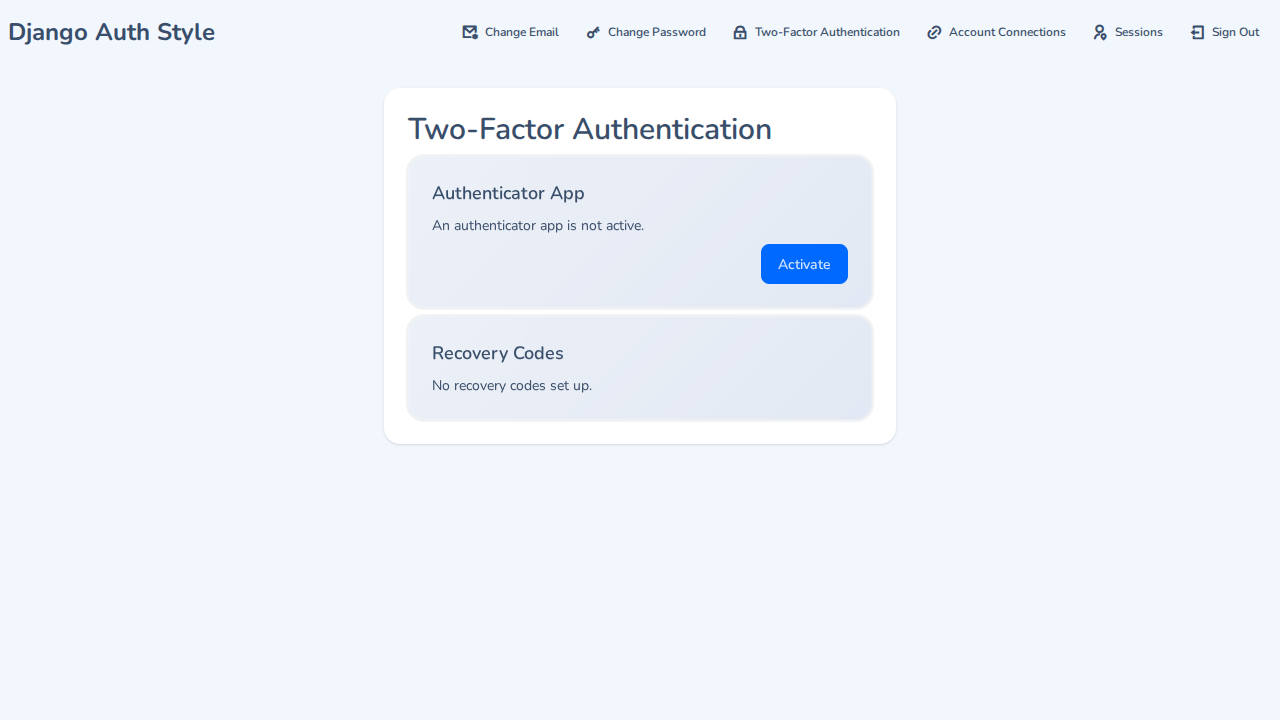 Django Auth Style
Change Email
Change Password
Two-Factor Authentication
Account Connections
Sessions
Sign Out
Two-Factor Authentication
Authenticator App
An authenticator app is not active.
Activate
Recovery Codes
No recovery codes set up.